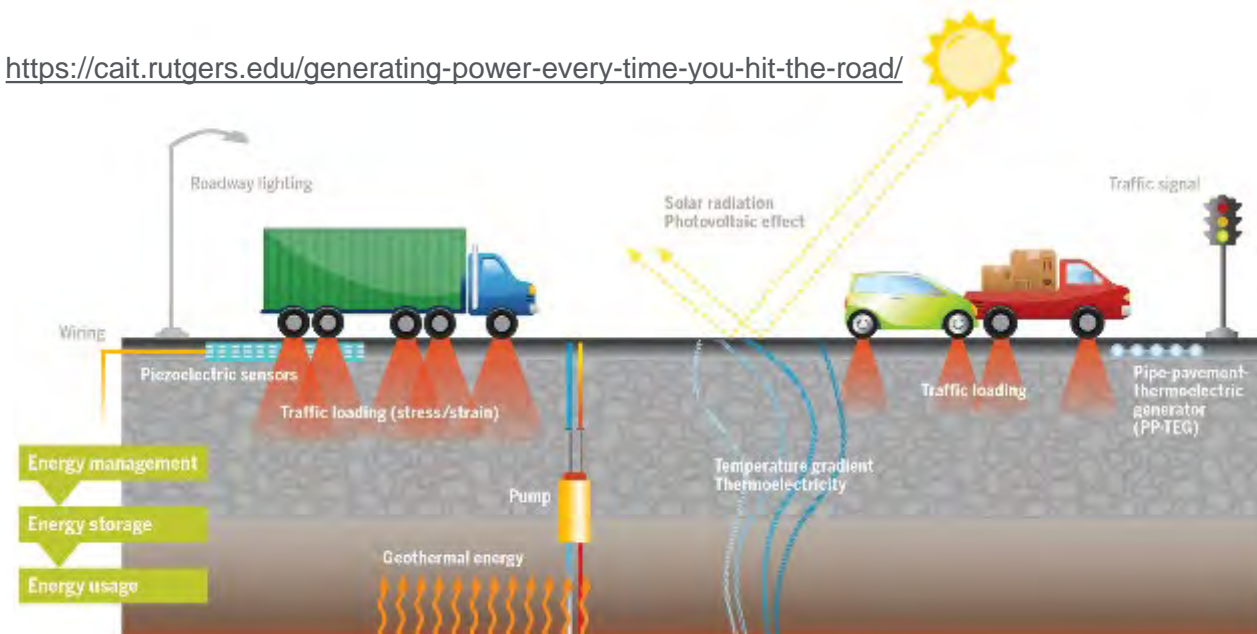 https://cait.rutgers.edu/generating-power-every-time-you-hit-the-road/
Roadway lighting
Solar radiation
Photovoltaic effect
Traffic signal
Wiring
Piezoelectric sensors
Traffic loading (stress/strain)
Traffic loading
Pipe-pavement-
thermoelectric
generator
(PP-TEG)
Energy management
Temperature gradient
Thermoelectricity
Pump
Energy storage
Geothermal energy
Energy usage